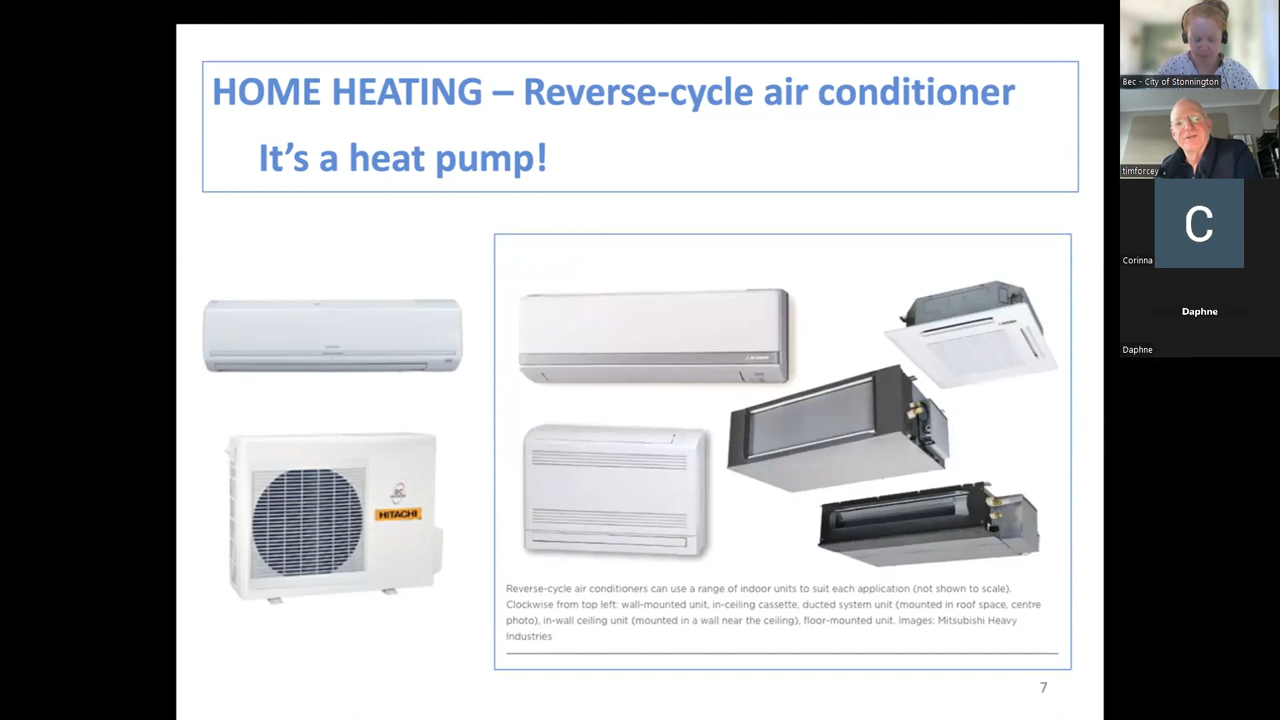 HOME HEATING – Reverse-cycle air conditioner
It's a heat pump!
HITACHI
Reverse-cycle air conditioners can use a range of indoor units to suit each application (not shown to scale).
Clockwise from top left: wall-mounted unit, in-ceiling cassette, ducted system unit (mounted in roof space, centre
photo), in-wall ceiling unit (mounted in a wall near the ceiling), floor-mounted unit. Images: Mitsubishi Heavy
Industries
7
Bec - City of Stonnington
timforcey
C
Corinna
Daphne
Daphne